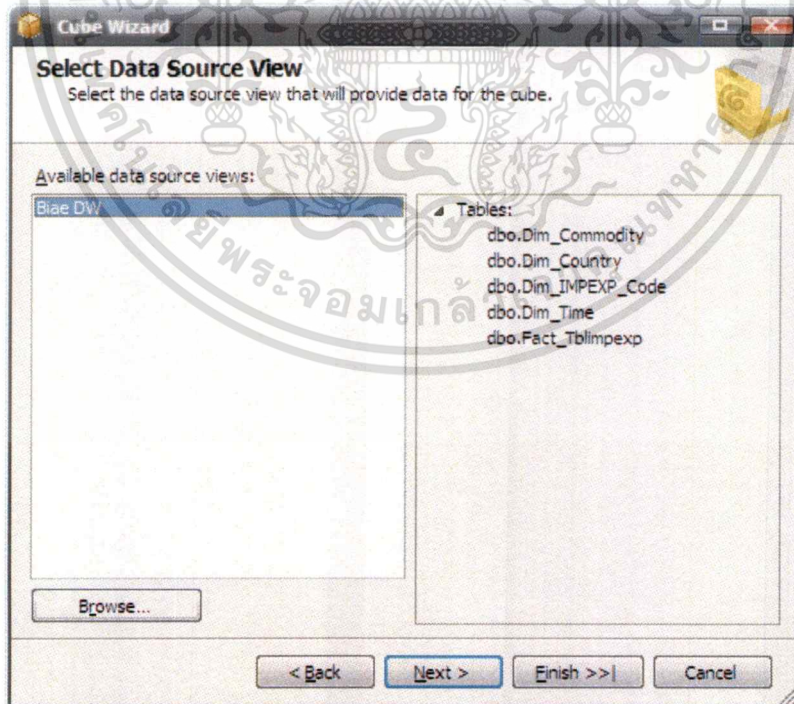 Cube Wizard
Select Data Source View
Select the data source view that will provide data for the cube.
Available data source views:
Biae DW
Tables:
dbo.Dim_Commodity
dbo.Dim_Country
dbo.Dim_IMPEXP_Code
dbo.Dim_Time
dbo.Fact_Tblimpexp
Browse...
< Back
Next >
Finish >>|
Cancel